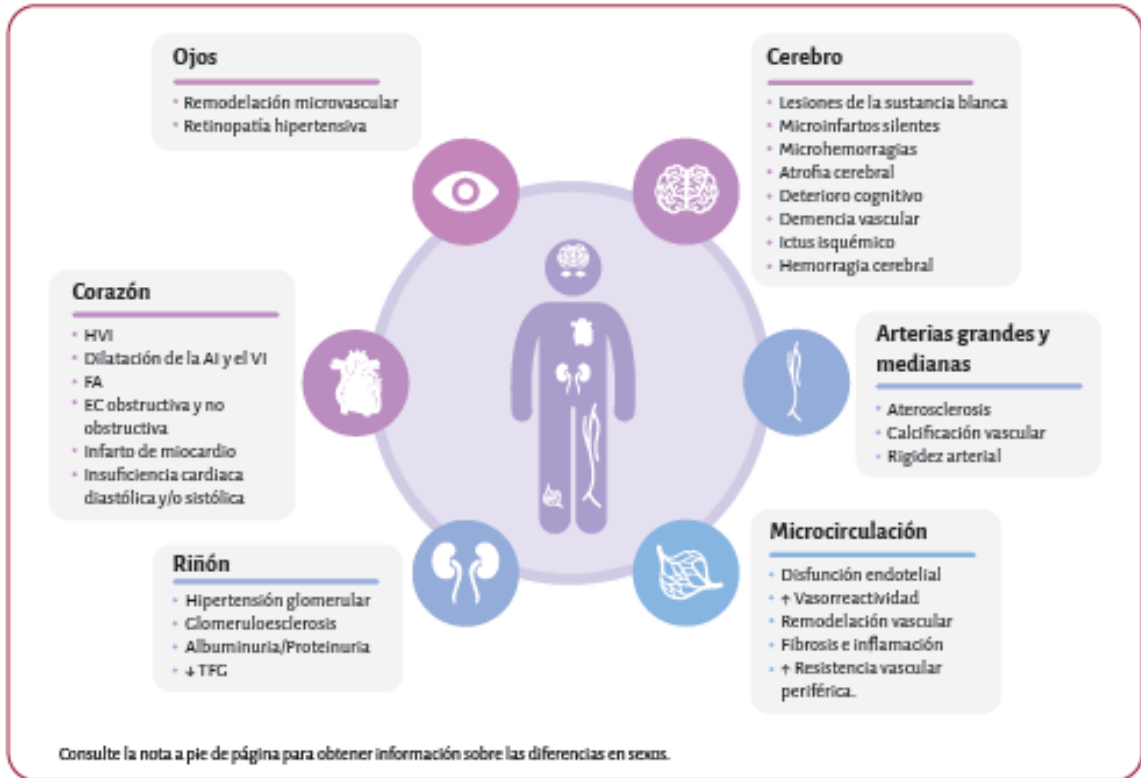 Ojos
Remodelación microvascular
Retinopatía hipertensiva
Cerebro
Lesiones de la sustancia blanca
Microinfartos silentes
Microhemorragias
Atrofia cerebral
Deterioro cognitivo
Demencia vascular
Ictus isquémico
Hemorragia cerebral
Corazón
HVI
Dilatación de la AI y el VI
FA
EC obstructiva y no
obstructiva
Infarto de miocardio
Insuficiencia cardiaca
diastólica y/o sistólica
Arterias grandes y
medianas
Aterosclerosis
Calcificación vascular
Rigidez arterial
Riñón
Hipertensión glomerular
Glomeruloesclerosis
Albuminuria/Proteinuria
↓ TFG
Microcirculación
Disfunción endotelial
↑ Vasorreactividad
Remodelación vascular
Fibrosis e inflamación
↑ Resistencia vascular
periférica.
Consulte la nota a pie de página para obtener información sobre las diferencias en sexos.